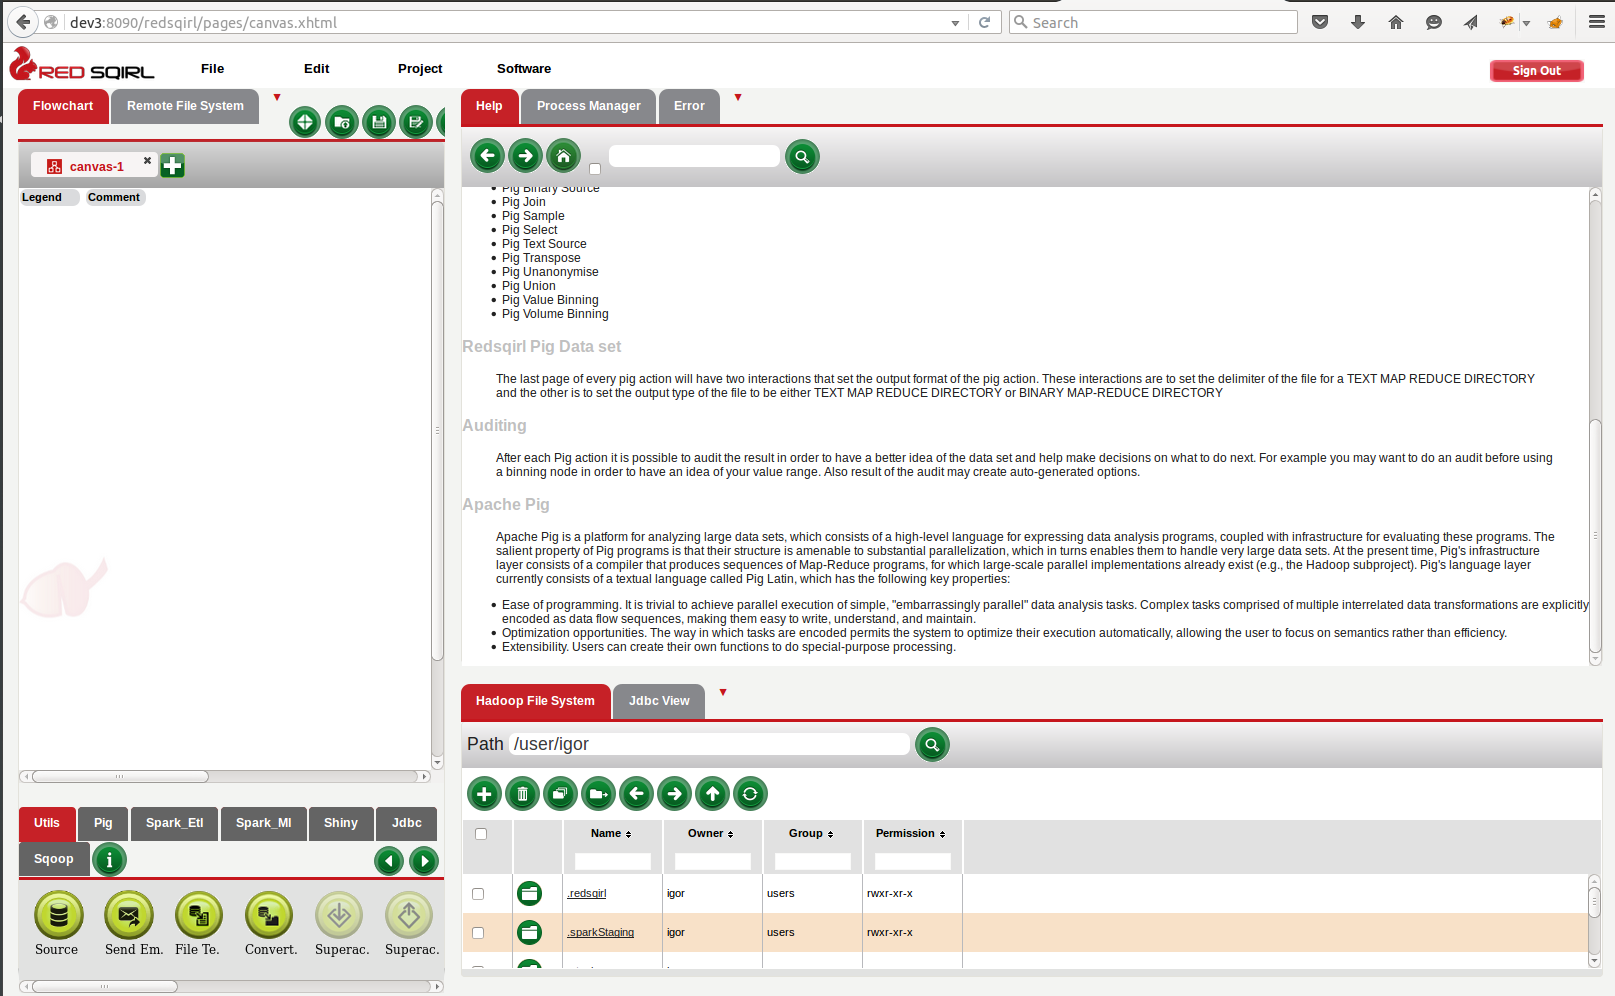 dev3:8090/redsqirl/pages/canvas.xhtml
Search
RED SQIRL
File
Edit
Project
Software
Sign Out
Flowchart
Remote File System
canvas-1
Legend
Comment
Help
Process Manager
Error
Pig Binary Source
Pig Join
Pig Sample
Pig Select
Pig Text Source
Pig Transpose
Pig Unanonymise
Pig Union
Pig Value Binning
Pig Volume Binning
Redsqirl Pig Data set
The last page of every pig action will have two interactions that set the output format of the pig action. These interactions are to set the delimiter of the file for a TEXT MAP REDUCE DIRECTORY
and the other is to set the output type of the file to be either TEXT MAP REDUCE DIRECTORY or BINARY MAP-REDUCE DIRECTORY
Auditing
After each Pig action it is possible to audit the result in order to have a better idea of the data set and help make decisions on what to do next. For example you may want to do an audit before using
a binning node in order to have an idea of your value range. Also result of the audit may create auto-generated options.
Apache Pig
Apache Pig is a platform for analyzing large data sets, which consists of a high-level language for expressing data analysis programs, coupled with infrastructure for evaluating these programs. The
salient property of Pig programs is that their structure is amenable to substantial parallelization, which in turns enables them to handle very large data sets. At the present time, Pig's infrastructure
layer consists of a compiler that produces sequences of Map-Reduce programs, for which large-scale parallel implementations already exist (e.g., the Hadoop subproject). Pig's language layer
currently consists of a textual language called Pig Latin, which has the following key properties:
Ease of programming. It is trivial to achieve parallel execution of simple, "embarrassingly parallel" data analysis tasks. Complex tasks comprised of multiple interrelated data transformations are explicitly
encoded as data flow sequences, making them easy to write, understand, and maintain.
Optimization opportunities. The way in which tasks are encoded permits the system to optimize their execution automatically, allowing the user to focus on semantics rather than efficiency.
Extensibility. Users can create their own functions to do special-purpose processing.
Utils
Pig
Spark_Etl
Spark_Ml
Shiny
Jdbc
Sqoop
Source
Send Em.
File Te.
Convert.
Superac.
Superac.
Hadoop File System
Jdbc View
Path /user/igor
Name
Owner
Group
Permission
.redsqirl igor users rwxr-xr-x
.sparkStaging igor users rwxr-xr-x